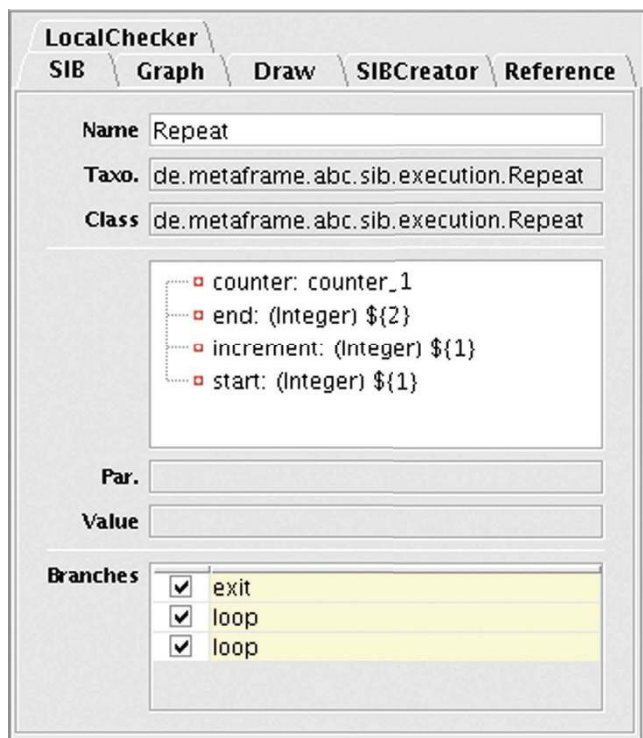 LocalChecker
SIB Graph Draw SIBCreator Reference
Name Repeat
Taxo. de.metaframe.abc.sib.execution.Repeat
Class de.metaframe.abc.sib.execution.Repeat
counter: counter_1
end: (Integer) ${2}
increment: (Integer) ${1}
start: (Integer) ${1}
Par.
Value
Branches exit
loop
loop